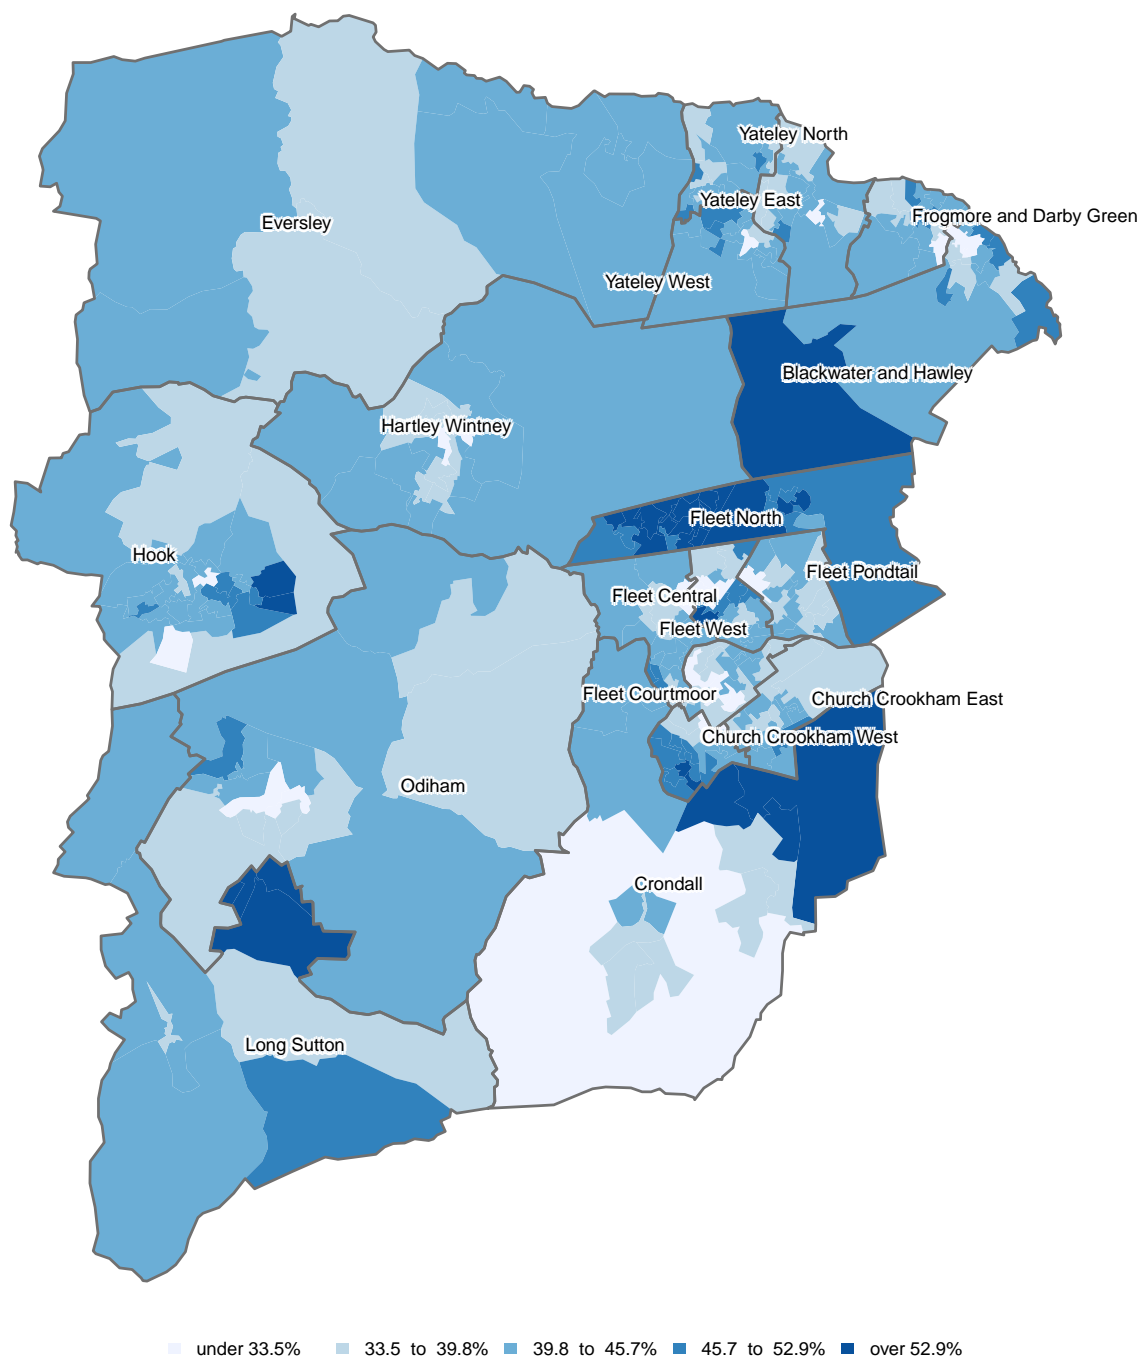 Yateley North
Yateley East
Frogmore and Darby Green
Eversley
Yateley West
Blackwater and Hawley
Hartley Wintney
Fleet North
Hook
Fleet Pondtail
Fleet Central
Fleet West
Fleet Courtmoor
Church Crookham East
Church Crookham West
Odiham
Crondall
Long Sutton
under 33.5% 33.5 to 39.8% 39.8 to 45.7% 45.7 to 52.9% over 52.9%